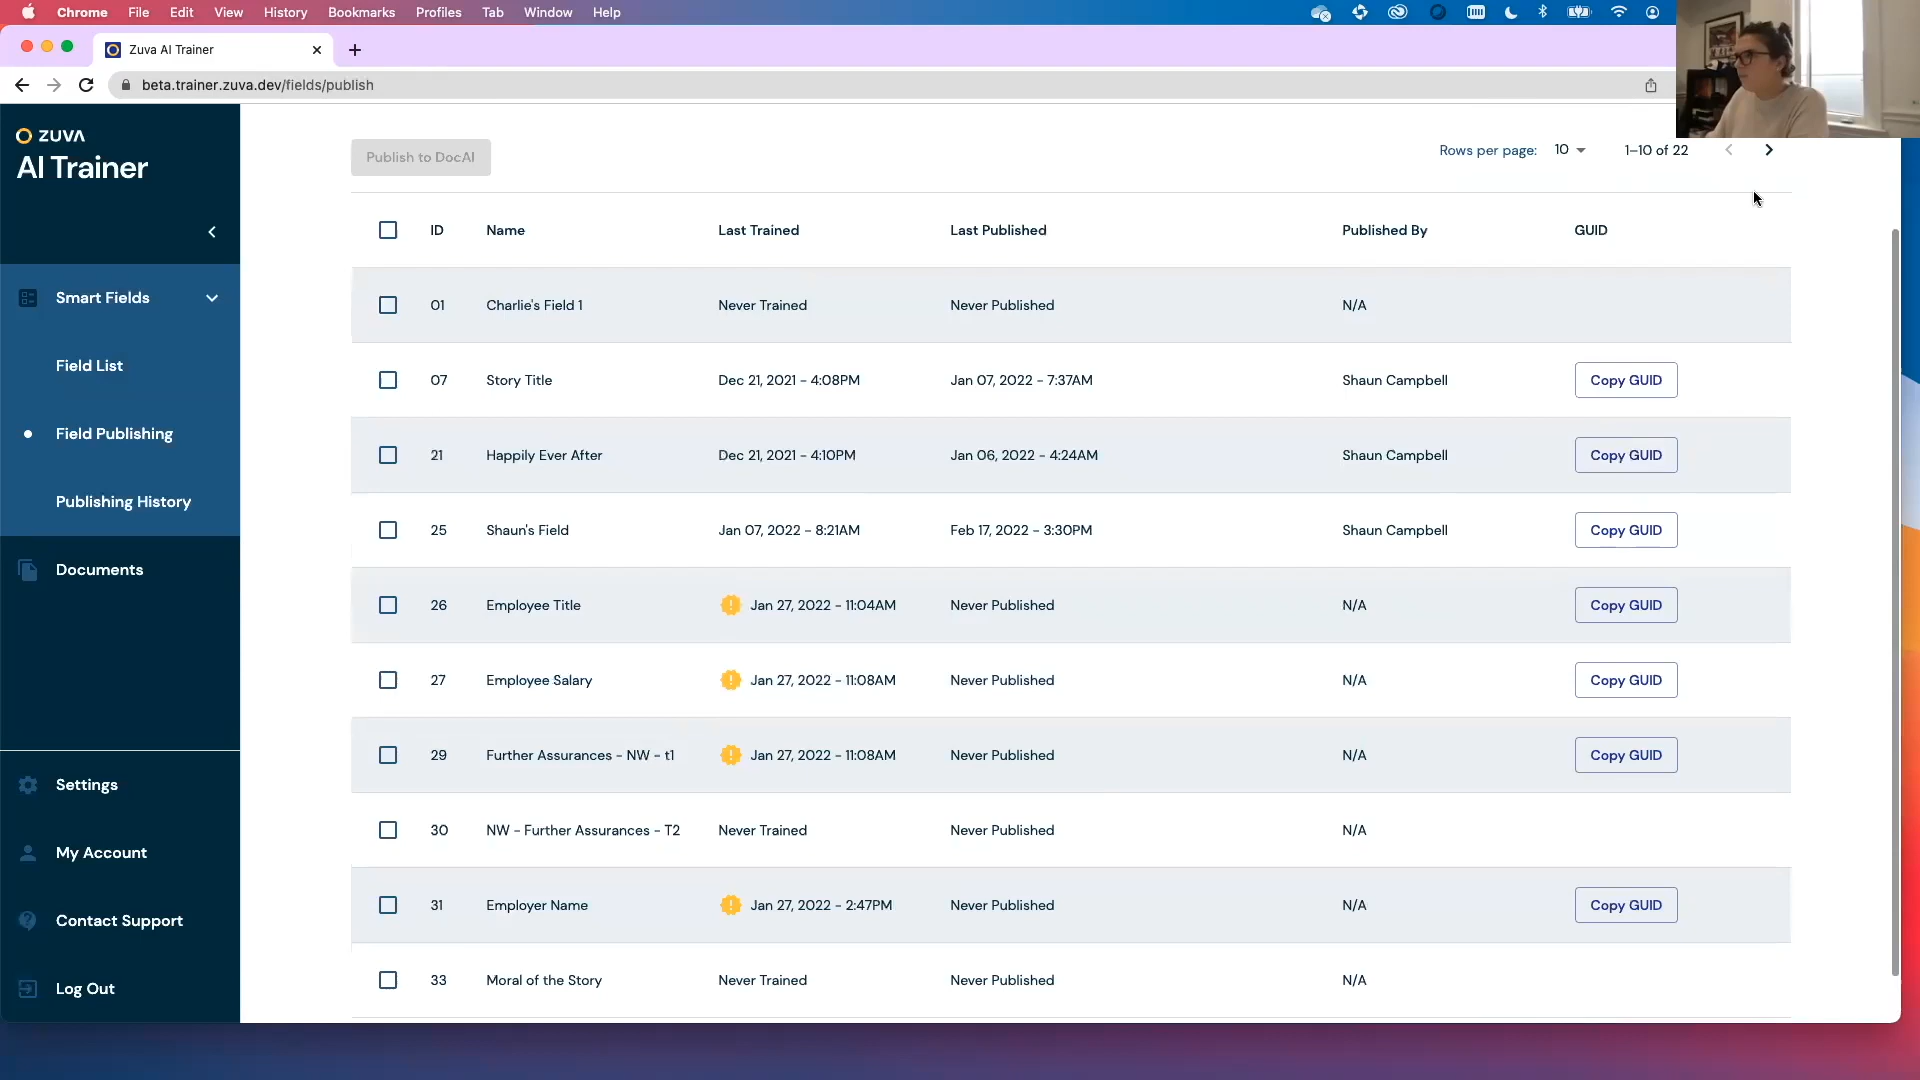 Chrome File Edit View History Bookmarks Profiles Tab Window Help
Zuva AI Trainer
beta.trainer.zuva.dev/fields/publish
ZUVA
AI Trainer
Smart Fields
Field List
Field Publishing
Publishing History
Documents
Settings
My Account
Contact Support
Log Out
Publish to DocAI
Rows per page: 10 1–10 of 22
ID Name Last Trained Last Published Published By GUID
01 Charlie's Field 1 Never Trained Never Published N/A
07 Story Title Dec 21, 2021 - 4:08PM Jan 07, 2022 - 7:37AM Shaun Campbell Copy GUID
21 Happily Ever After Dec 21, 2021 - 4:10PM Jan 06, 2022 - 4:24AM Shaun Campbell Copy GUID
25 Shaun's Field Jan 07, 2022 - 8:21AM Feb 17, 2022 - 3:30PM Shaun Campbell Copy GUID
26 Employee Title Jan 27, 2022 - 11:04AM Never Published N/A Copy GUID
27 Employee Salary Jan 27, 2022 - 11:08AM Never Published N/A Copy GUID
29 Further Assurances - NW - t1 Jan 27, 2022 - 11:08AM Never Published N/A Copy GUID
30 NW - Further Assurances - T2 Never Trained Never Published N/A
31 Employer Name Jan 27, 2022 - 2:47PM Never Published N/A Copy GUID
33 Moral of the Story Never Trained Never Published N/A